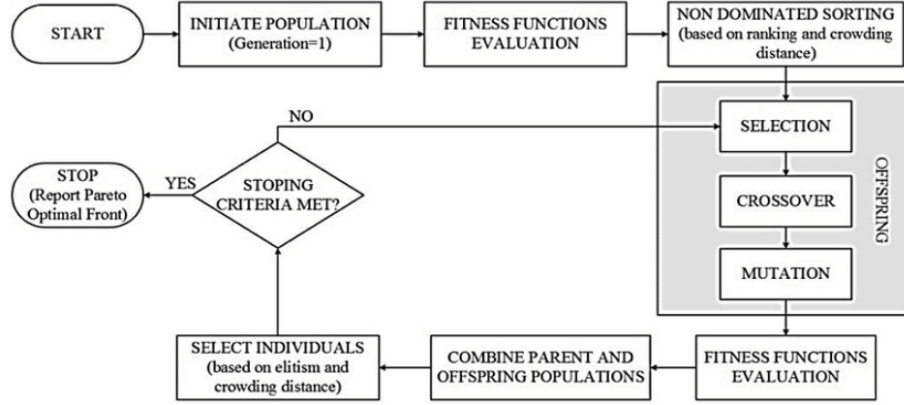 START
INITIATE POPULATION
(Generation=1)
FITNESS FUNCTIONS
EVALUATION
NON DOMINATED SORTING
(based on ranking and crowding
distance)
SELECTION
CROSSOVER
MUTATION
OFFSPRING
FITNESS FUNCTIONS
EVALUATION
COMBINE PARENT AND
OFFSPRING POPULATIONS
SELECT INDIVIDUALS
(based on elitism and
crowding distance)
STOPING
CRITERIA MET?
NO
YES
STOP
(Report Pareto
Optimal Front)